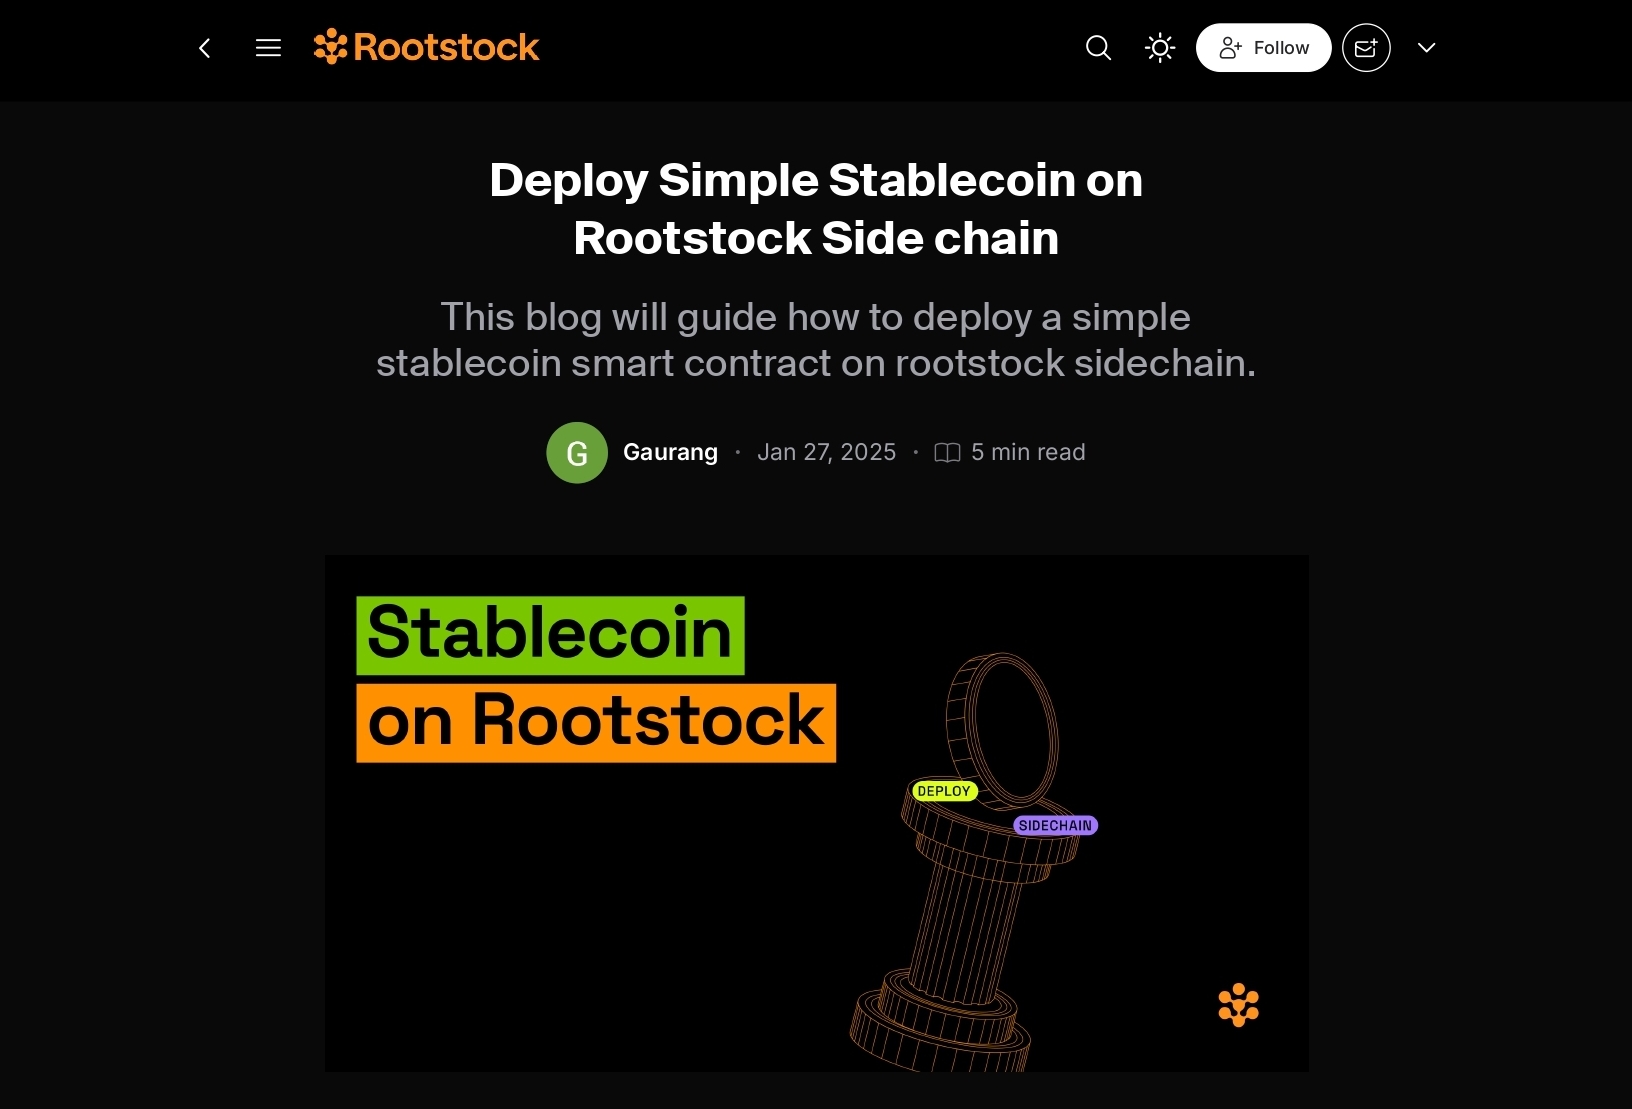 Rootstock
Follow
Deploy Simple Stablecoin on
Rootstock Side chain
This blog will guide how to deploy a simple
stablecoin smart contract on rootstock sidechain.
G Gaurang · Jan 27, 2025 · 5 min read
Stablecoin
on Rootstock
DEPLOY
SIDECHAIN